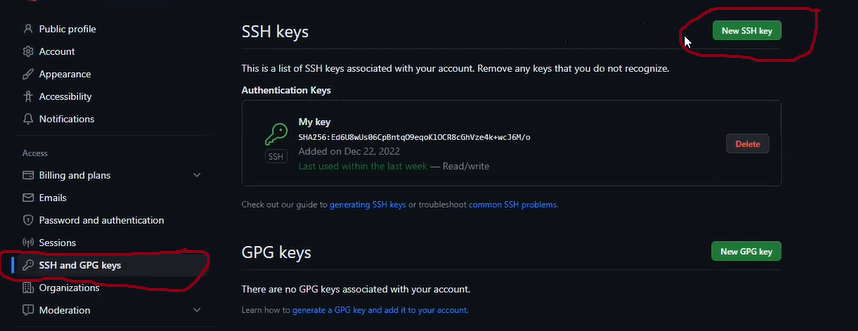 Public profile
Account
Appearance
Accessibility
Notifications
Access
Billing and plans
Emails
Password and authentication
Sessions
SSH and GPG keys
Organizations
Moderation
SSH keys
New SSH key
This is a list of SSH keys associated with your account. Remove any keys that you do not recognize.
Authentication Keys
My key
SHA256:Ed6U8wUs06CpBntqO9eqoKlOCR8cGhVze4k+wcJ6M/o
SSH
Added on Dec 22, 2022
Last used within the last week — Read/write
Delete
Check out our guide to generating SSH keys or troubleshoot common SSH problems.
GPG keys
New GPG key
There are no GPG keys associated with your account.
Learn how to generate a GPG key and add it to your account.